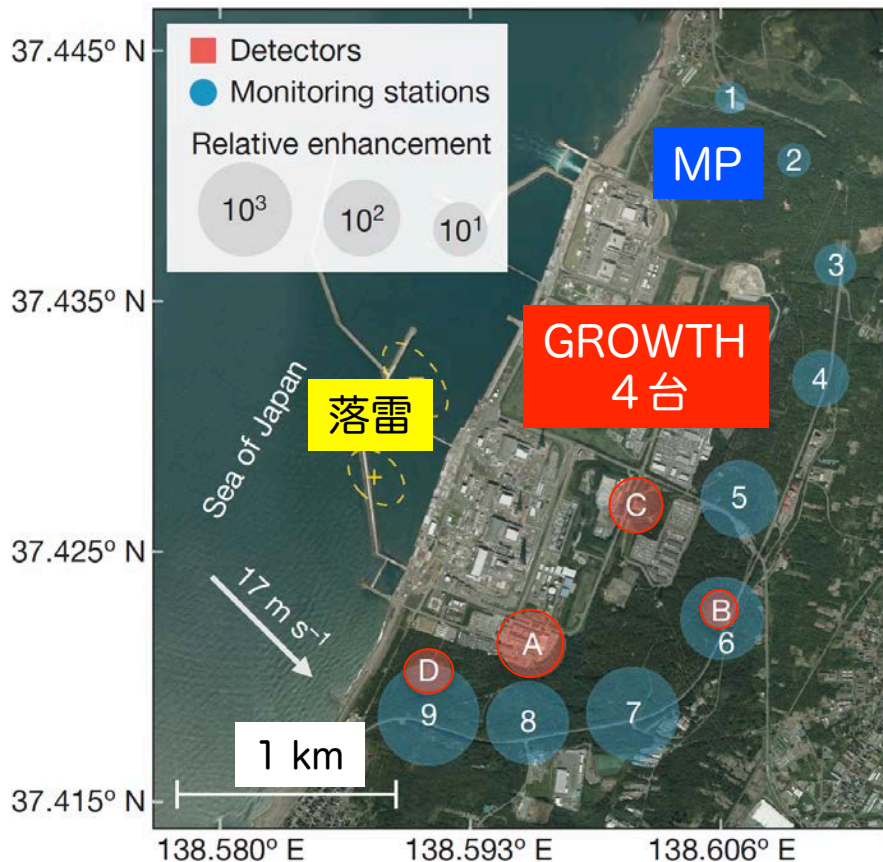 37.445° N
37.435° N
37.425° N
37.415° N
138.580° E
138.593° E
138.606° E
Detectors
Monitoring stations
Relative enhancement
10³
10²
10¹
MP
GROWTH
4台
落雷
Sea of Japan
17 m s⁻¹
1 km
1
2
3
4
5
C
B
6
A
D
7
8
9